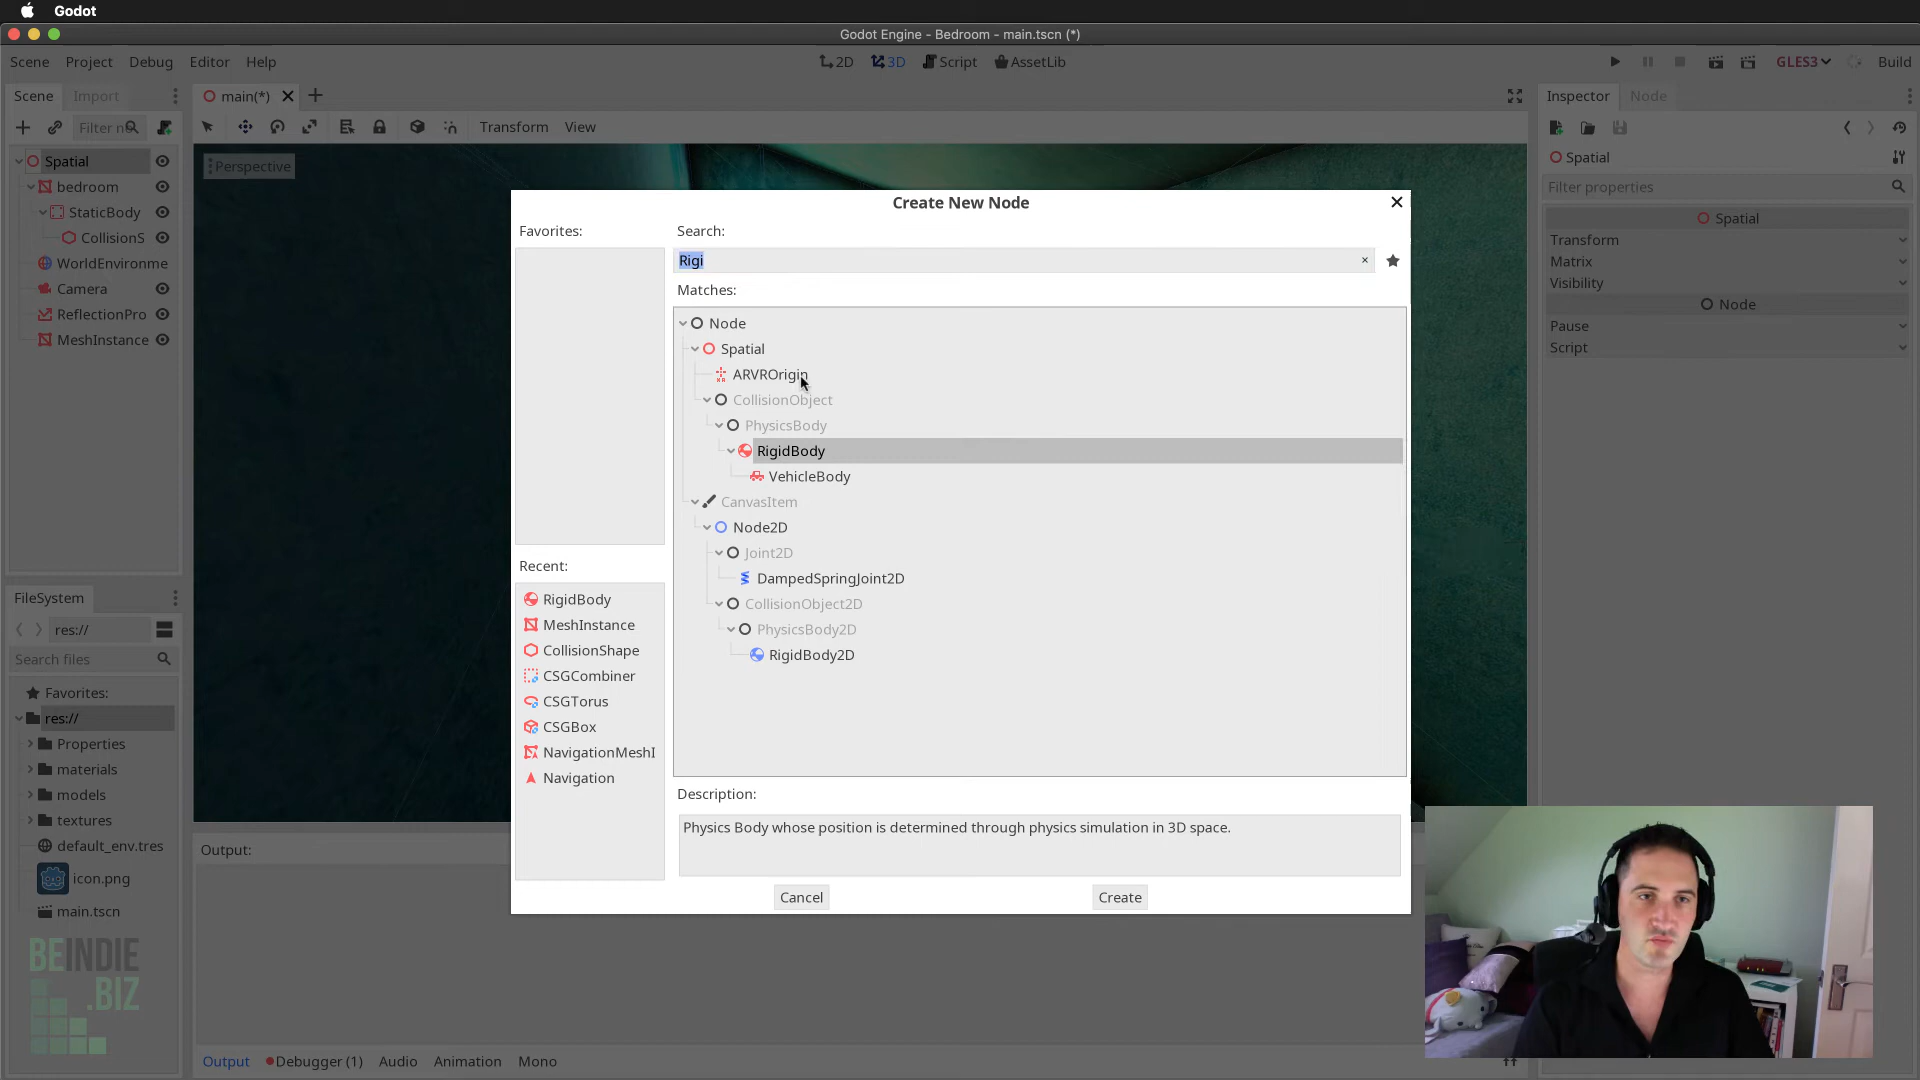 Godot
Godot Engine - Bedroom - main.tscn (*)
Scene Project Debug Editor Help
2D 3D Script AssetLib
GLES3 Build
Scene Import
main(*)
Inspector Node
Filter n
Transform View
Spatial
bedroom
StaticBody
CollisionS
WorldEnvironme
Camera
ReflectionPro
MeshInstance
Perspective
Spatial
Filter properties
Spatial
Transform
Matrix
Visibility
Node
Pause
Script
Create New Node
Favorites:
Search:
Rigi
Matches:
Node
Spatial
ARVROrigin
CollisionObject
PhysicsBody
RigidBody
VehicleBody
CanvasItem
Node2D
Joint2D
DampedSpringJoint2D
CollisionObject2D
PhysicsBody2D
RigidBody2D
Recent:
RigidBody
MeshInstance
CollisionShape
CSGCombiner
CSGTorus
CSGBox
NavigationMeshI
Navigation
Description:
Physics Body whose position is determined through physics simulation in 3D space.
Cancel Create
FileSystem
res://
Search files
Favorites:
res://
Properties
materials
models
textures
default_env.tres
icon.png
main.tscn
BEINDIE
.BIZ
Output:
Output Debugger (1) Audio Animation Mono